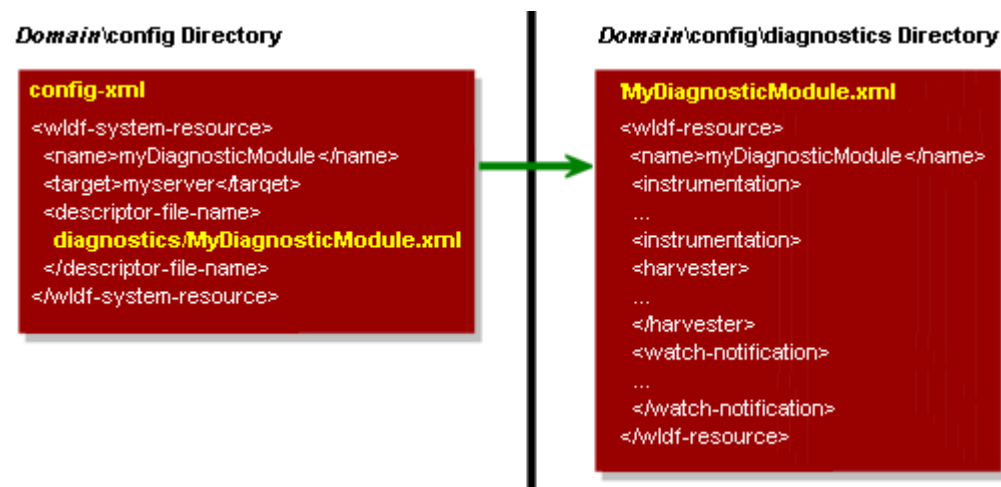 Domain\config Directory
config-xml
<wldf-system-resource>
<name>myDiagnosticModule</name>
<target>myserver</target>
<descriptor-file-name>
diagnostics/MyDiagnosticModule.xml
</descriptor-file-name>
</wldf-system-resource>
Domain\config\diagnostics Directory
MyDiagnosticModule.xml
<wldf-resource>
<name>myDiagnosticModule</name>
<instrumentation>
...
<instrumentation>
<harvester>
...
</harvester>
<watch-notification>
...
</watch-notification>
</wldf-resource>